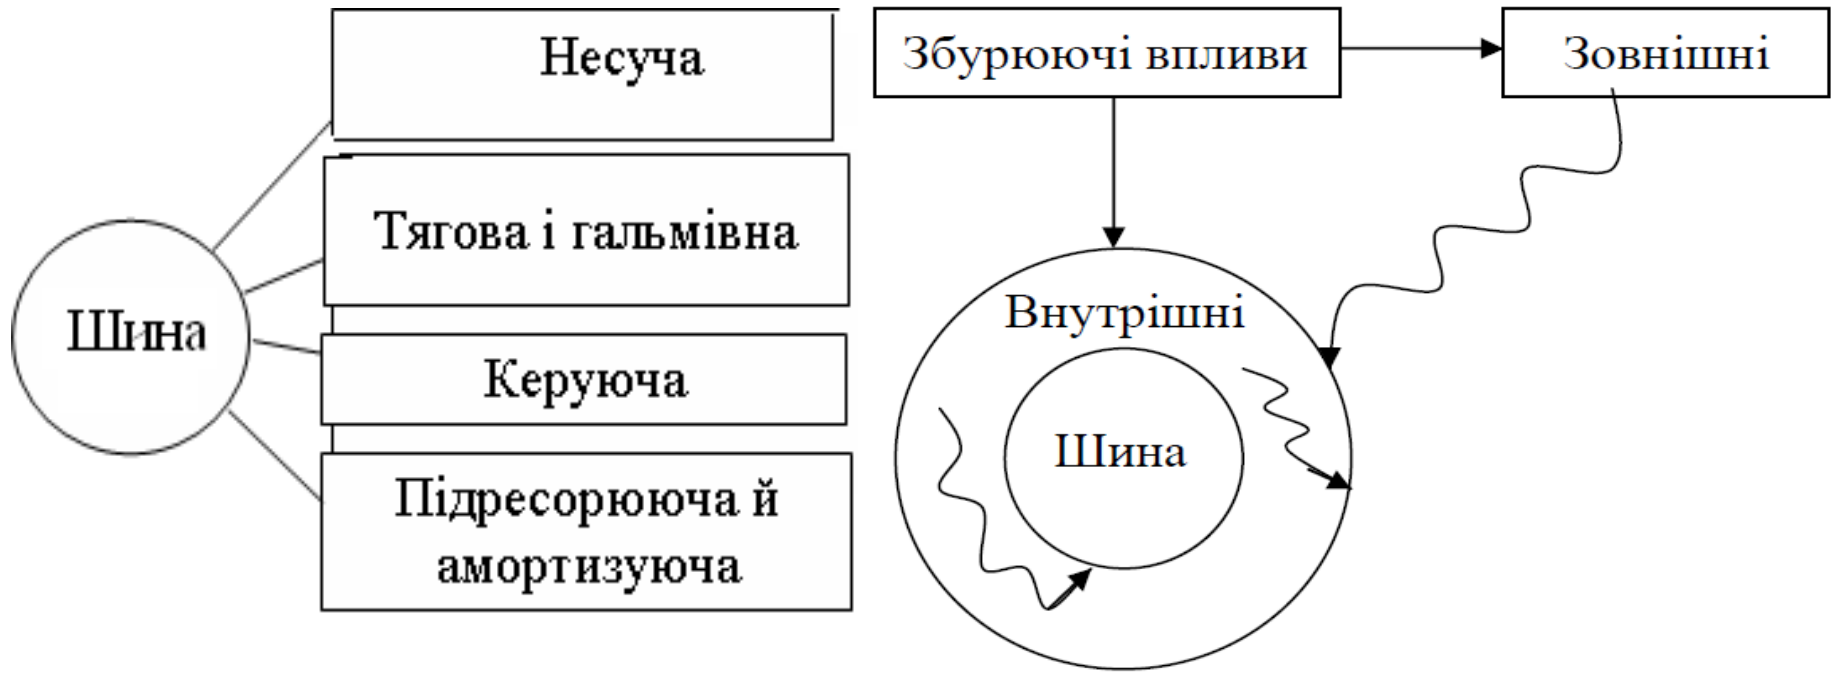 Несуча
Тягова і гальмівна
Шина
Керуюча
Підресорююча й
амортизуюча
Збурюючі впливи
Зовнішні
Внутрішні
Шина